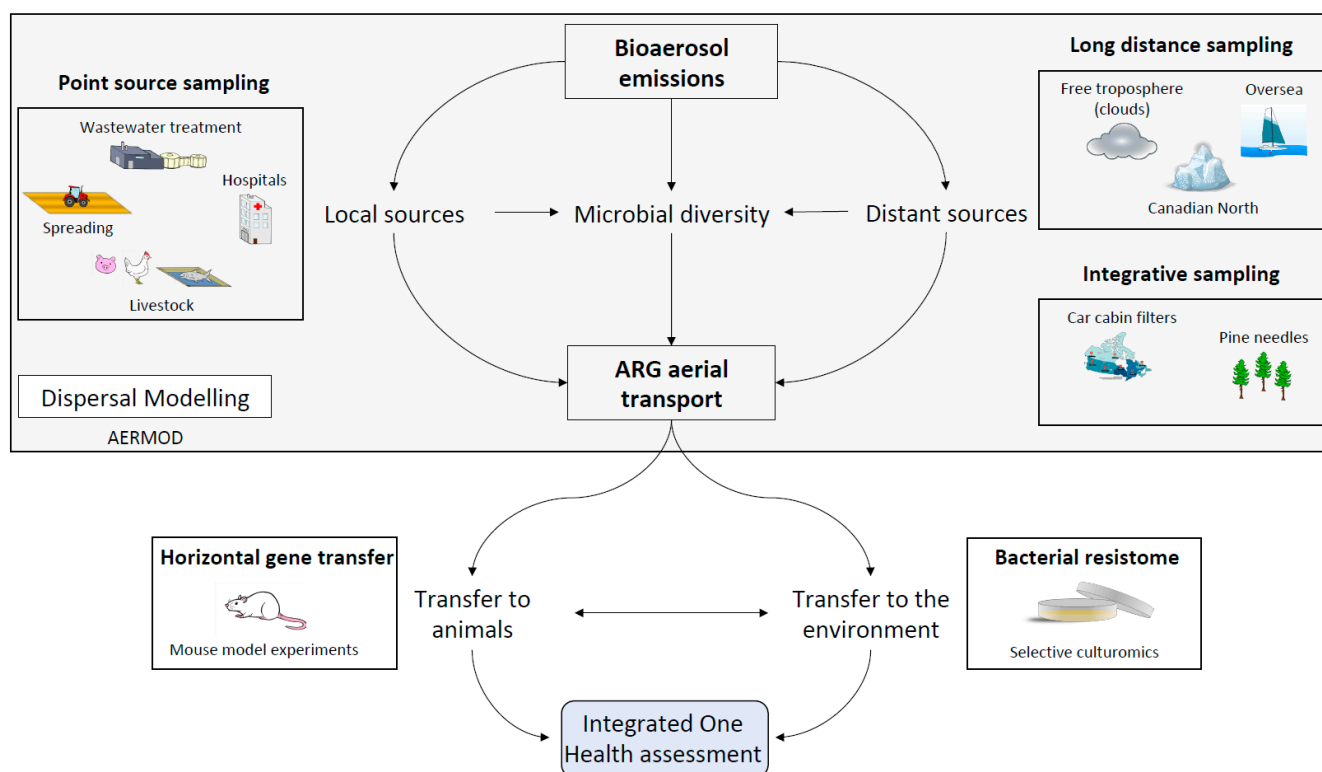 Bioaerosol
emissions
Point source sampling
Wastewater treatment
Hospitals
Spreading
Livestock
Long distance sampling
Free troposphere
(clouds)
Oversea
Canadian North
Local sources
Microbial diversity
Distant sources
Integrative sampling
Car cabin filters
Pine needles
ARG aerial
transport
Dispersal Modelling
AERMOD
Horizontal gene transfer
Mouse model experiments
Transfer to
animals
Transfer to the
environment
Bacterial resistome
Selective culturomics
Integrated One
Health assessment